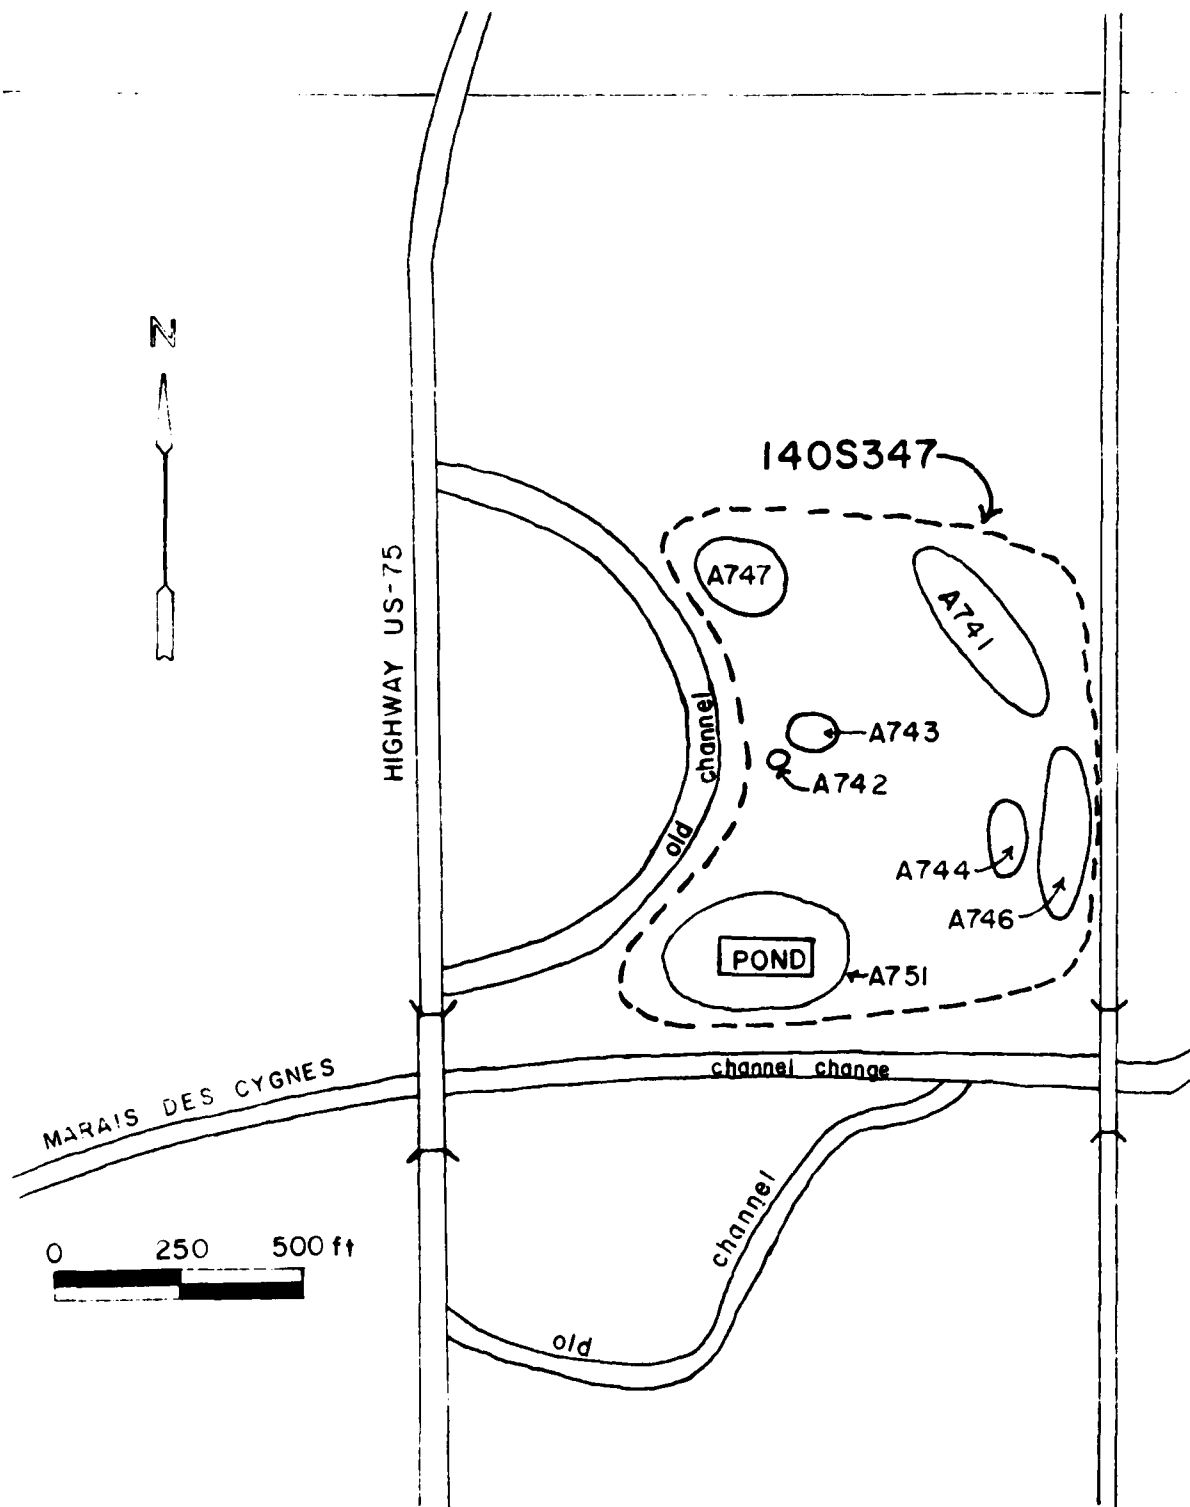 N
14OS347
A747
A741
HIGHWAY US-75
old channel
A743
A742
A744
A746
POND
A751
channel change
MARAIS DES CYGNES
0 250 500 ft
old channel